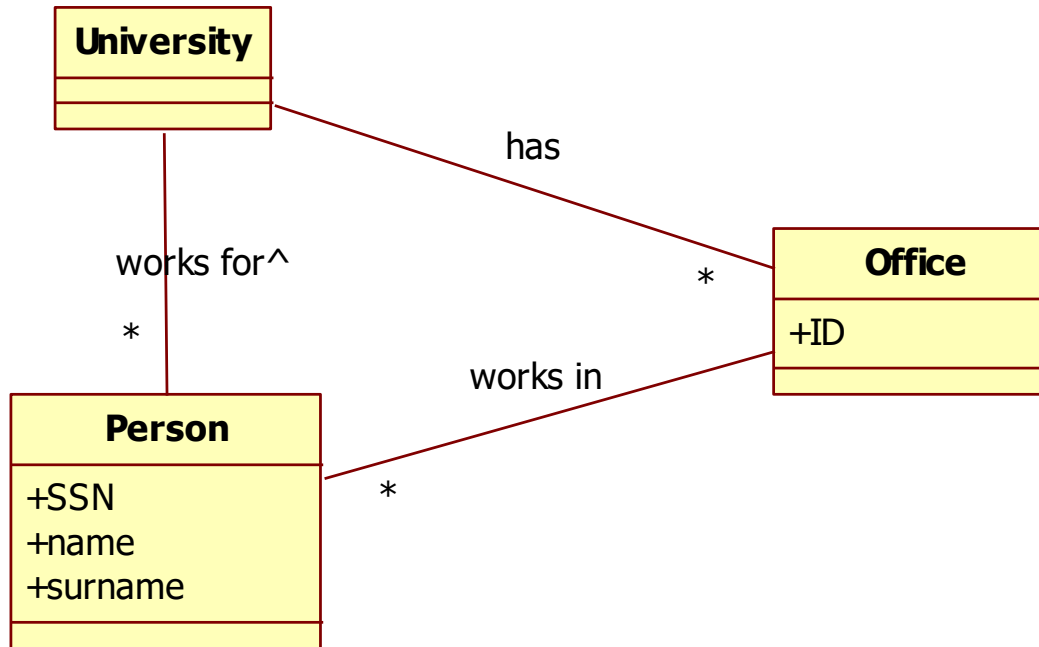 University
has
works for^
*
*
Office
+ID
works in
*
Person
+SSN
+name
+surname